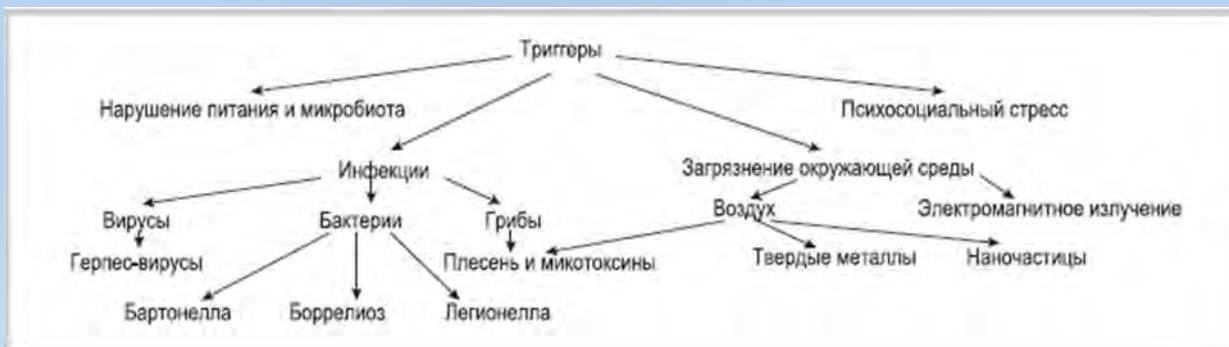 Триггеры
Нарушение питания и микробиота Психосоциальный стресс
Инфекции Загрязнение окружающей среды
Вирусы Бактерии Грибы Воздух Электромагнитное излучение
Герпес-вирусы Плесень и микотоксины Твердые металлы Наночастицы
Бартонелла Боррелиоз Легионелла